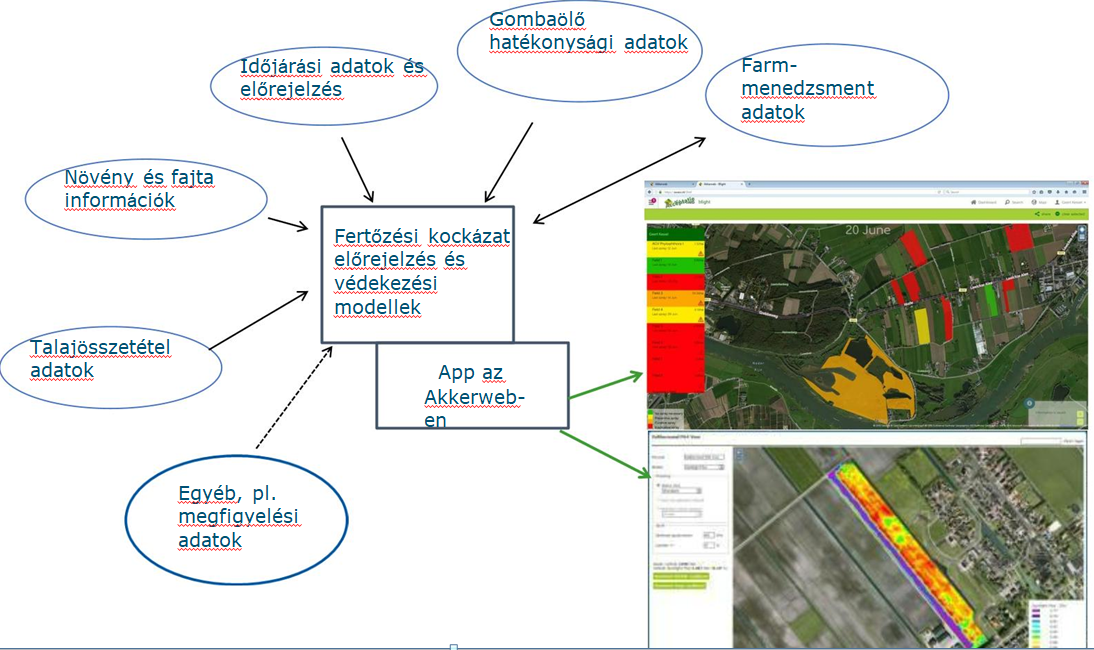 Gombaölő
hatékonysági adatok
Időjárási adatok és
előrejelzés
Farm-
menedzsment
adatok
Növény és fajta
információk
Fertőzési kockázat
előrejelzés és
védekezési
modellek
Talajösszetétel
adatok
App az
Akkerweb-
en
Egyéb, pl.
megfigyelési
adatok
20 June